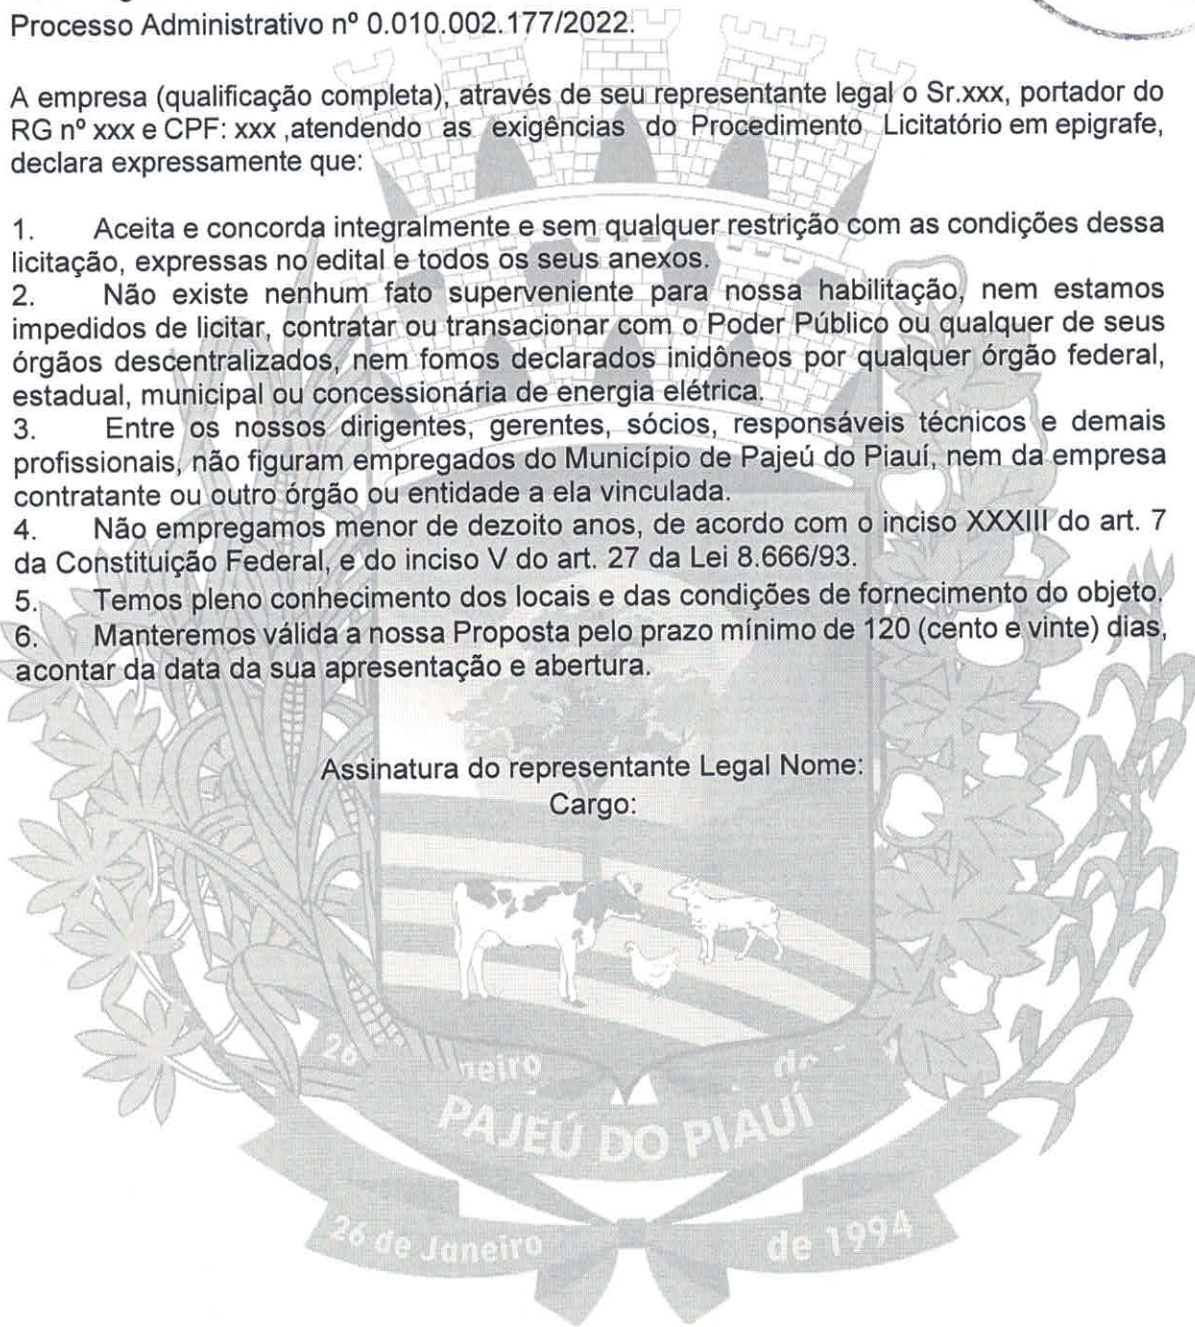 Processo Administrativo nº 0.010.002.177/2022.
A empresa (qualificação completa), através de seu representante legal o Sr.xxx, portador do
RG nº xxx e CPF: xxx ,atendendo as exigências do Procedimento Licitatório em epigrafe,
declara expressamente que:
1. Aceita e concorda integralmente e sem qualquer restrição com as condições dessa
licitação, expressas no edital e todos os seus anexos.
2. Não existe nenhum fato superveniente para nossa habilitação, nem estamos
impedidos de licitar, contratar ou transacionar com o Poder Público ou qualquer de seus
órgãos descentralizados, nem fomos declarados inidôneos por qualquer órgão federal,
estadual, municipal ou concessionária de energia elétrica.
3. Entre os nossos dirigentes, gerentes, sócios, responsáveis técnicos e demais
profissionais, não figuram empregados do Município de Pajeú do Piauí, nem da empresa
contratante ou outro órgão ou entidade a ela vinculada.
4. Não empregamos menor de dezoito anos, de acordo com o inciso XXXIII do art. 7
da Constituição Federal, e do inciso V do art. 27 da Lei 8.666/93.
5. Temos pleno conhecimento dos locais e das condições de fornecimento do objeto.
6. Manteremos válida a nossa Proposta pelo prazo mínimo de 120 (cento e vinte) dias,
acontar da data da sua apresentação e abertura.
Assinatura do representante Legal Nome:
Cargo:
26 neiro de
PAJEÚ DO PIAUÍ
26 de Janeiro de 1994